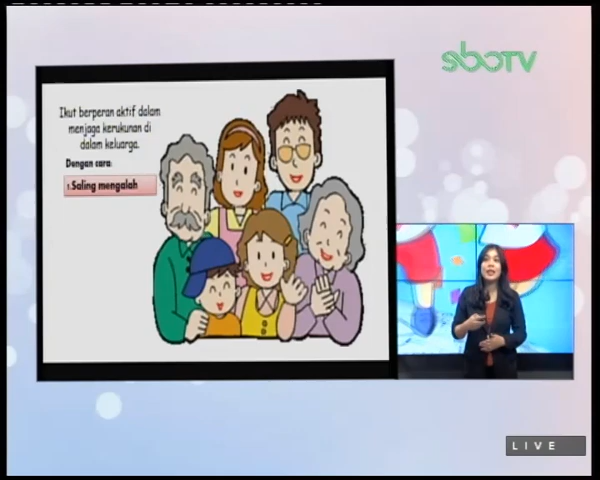 sboTV
Ikut berperan aktif dalam
menjaga kerukunan di
dalam keluarga.
Dengan cara:
1.Saling mengalah
LIVE